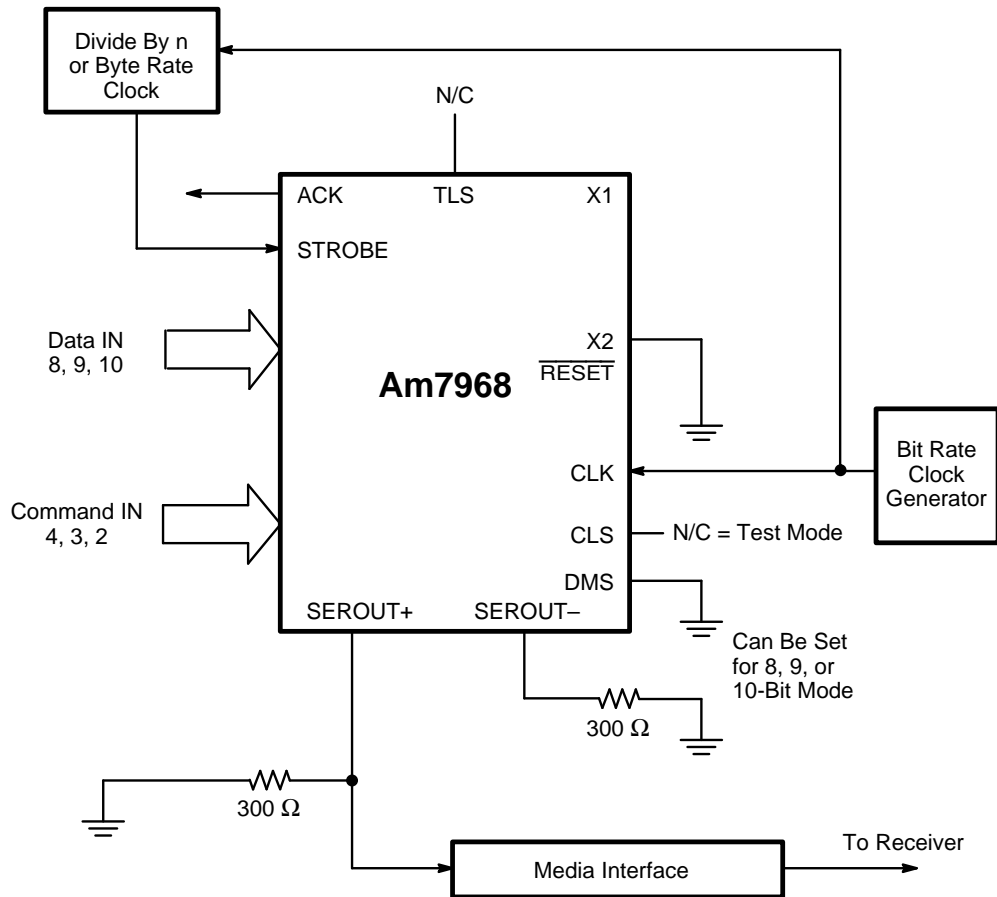 Divide By n
or Byte Rate
Clock
N/C
ACK
TLS
X1
STROBE
Data IN
8, 9, 10
X2
RESET
Am7968
Bit Rate
Clock
Generator
CLK
Command IN
4, 3, 2
CLS
N/C = Test Mode
DMS
SEROUT+
SEROUT–
Can Be Set
for 8, 9, or
10-Bit Mode
300 Ω
300 Ω
To Receiver
Media Interface